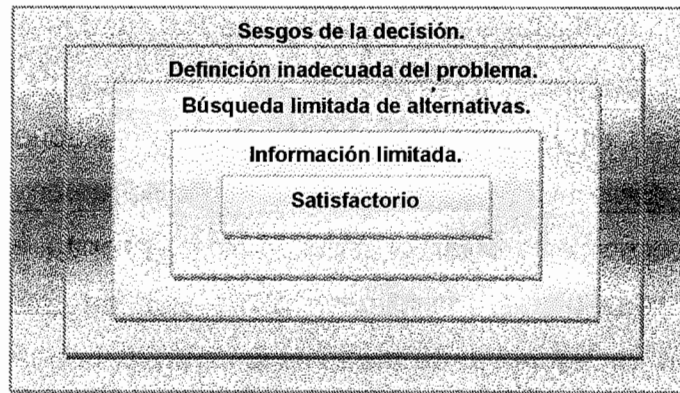 Sesgos de la decisión.
Definición inadecuada del problema.
Búsqueda limitada de alternativas.
Información limitada.
Satisfactorio